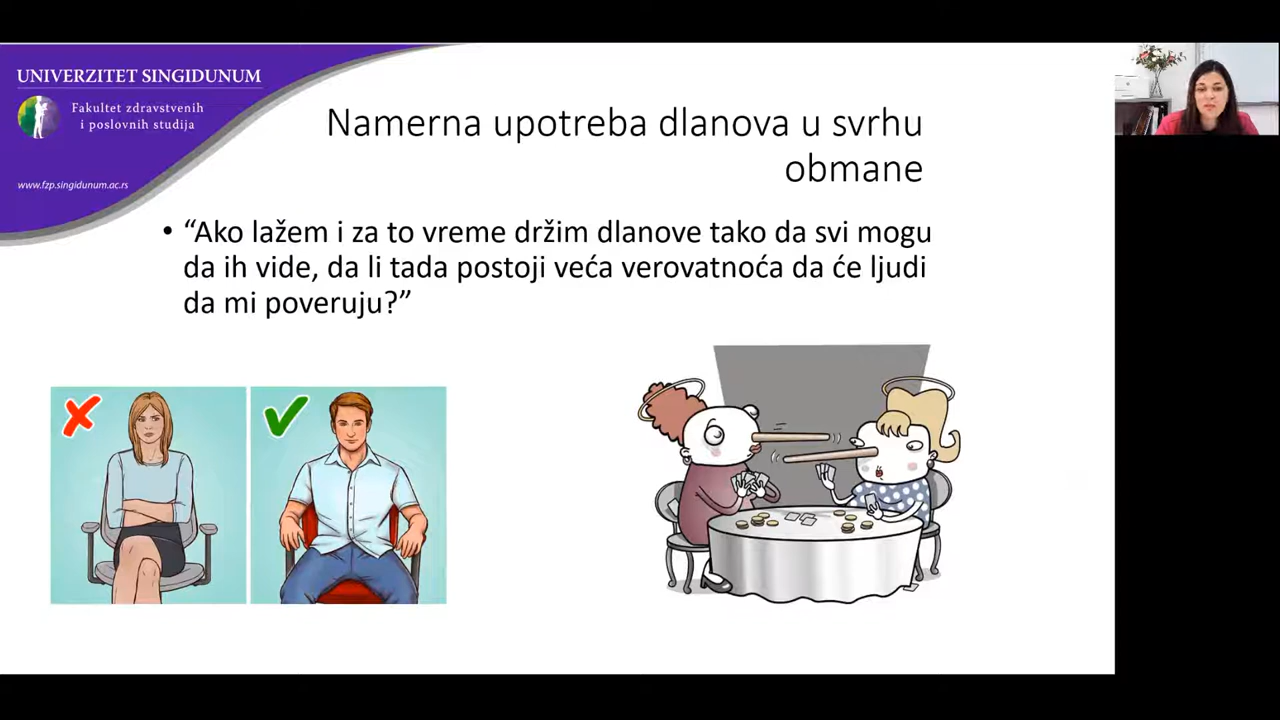 UNIVERZITET SINGIDUNUM
Fakultet zdravstvenih
i poslovnih studija
www.fzp.singidunum.ac.rs
Namerna upotreba dlanova u svrhu
obmane
• “Ako lažem i za to vreme držim dlanove tako da svi mogu
da ih vide, da li tada postoji veća verovatnoća da će ljudi
da mi poveruju?”